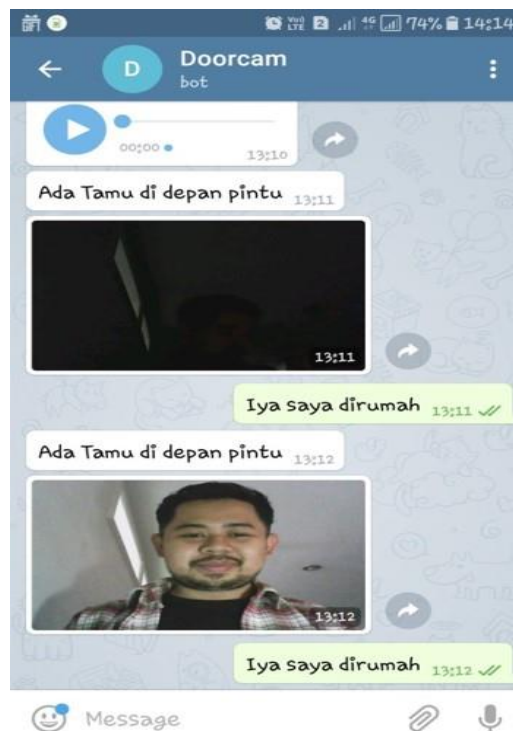 74% 14:14
D
Doorcam
bot
00:00
13:10
Ada Tamu di depan pintu 13:11
13:11
Iya saya dirumah 13:11
Ada Tamu di depan pintu 13:12
13:12
Iya saya dirumah 13:12
Message